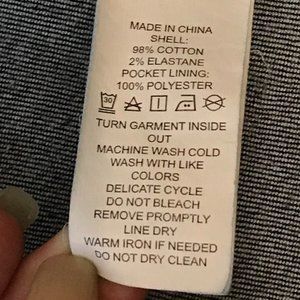 MADE IN CHINA
SHELL:
98% COTTON
2% ELASTANE
POCKET LINING:
100% POLYESTER
30
TURN GARMENT INSIDE
OUT
MACHINE WASH COLD
WASH WITH LIKE
COLORS
DELICATE CYCLE
DO NOT BLEACH
REMOVE PROMPTLY
LINE DRY
WARM IRON IF NEEDED
DO NOT DRY CLEAN